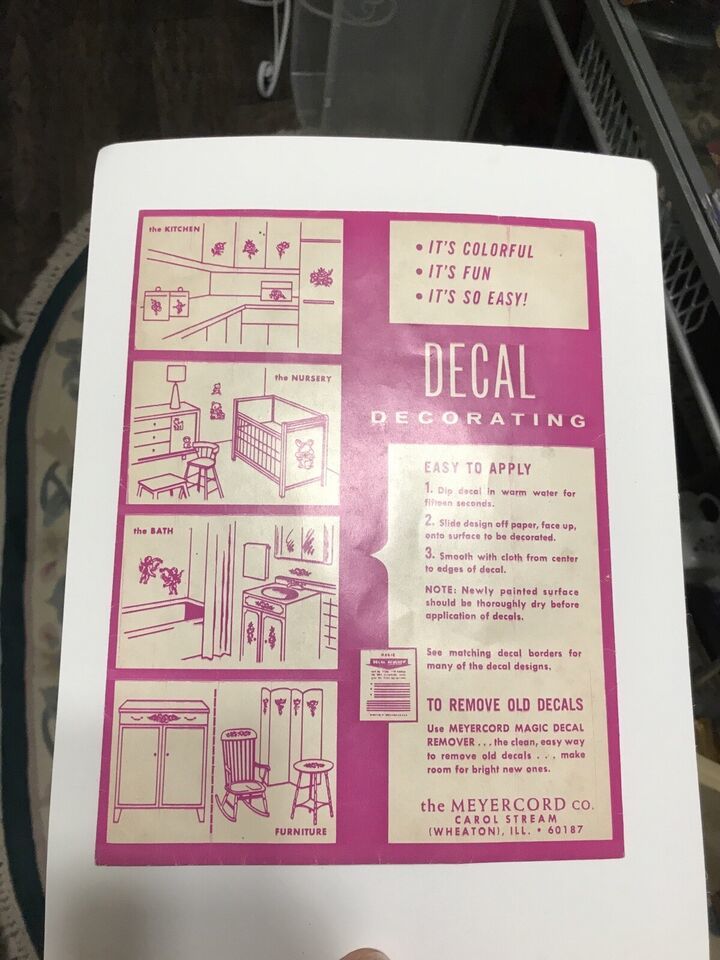 the KITCHEN
• IT'S COLORFUL
• IT'S FUN
• IT'S SO EASY!
DECAL
DECORATING
the NURSERY
EASY TO APPLY
1. Dip decal in warm water for
fifteen seconds.
2. Slide design off paper, face up,
onto surface to be decorated.
3. Smooth with cloth from center
to edges of decal.
NOTE: Newly painted surface
should be thoroughly dry before
application of decals.
the BATH
See matching decal borders for
many of the decal designs.
TO REMOVE OLD DECALS
Use MEYERCORD MAGIC DECAL
REMOVER . . . the clean, easy way
to remove old decals . . . make
room for bright new ones.
FURNITURE
the MEYERCORD CO.
CAROL STREAM
(WHEATON), ILL. • 60187